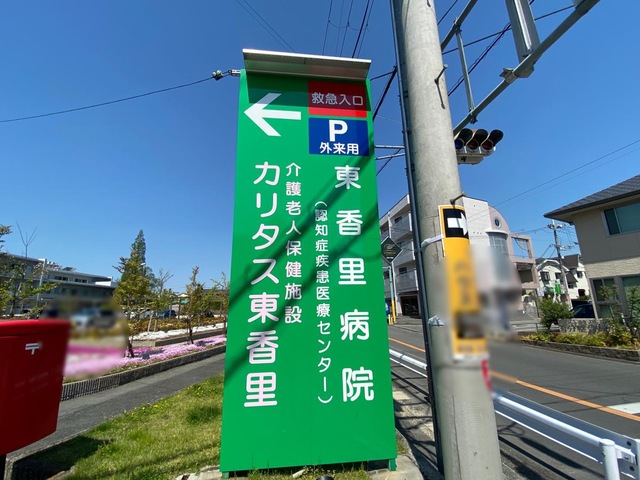 救急入口
P
外来用
東香里病院
(認知症疾患医療センター)
介護老人保健施設
カリタス東香里
〒